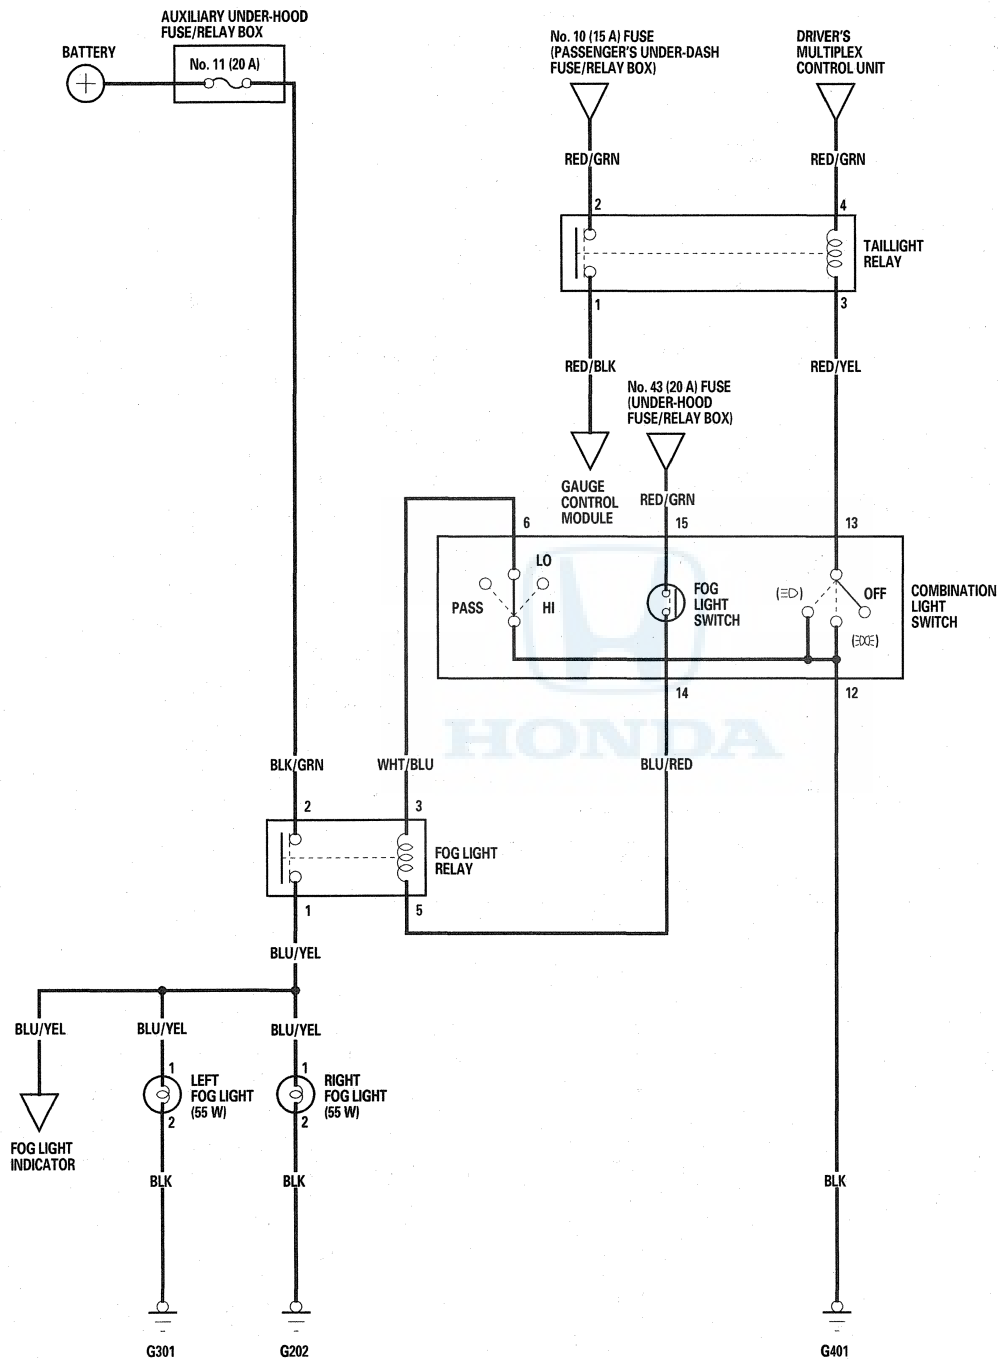 AUXILIARY UNDER-HOOD
FUSE/RELAY BOX
BATTERY
No. 11 (20 A)
No. 10 (15 A) FUSE
(PASSENGER'S UNDER-DASH
FUSE/RELAY BOX)
DRIVER'S
MULTIPLEX
CONTROL UNIT
RED/GRN
RED/GRN
2
4
TAILLIGHT
RELAY
1
3
RED/BLK
RED/YEL
No. 43 (20 A) FUSE
(UNDER-HOOD
FUSE/RELAY BOX)
GAUGE
CONTROL
MODULE
RED/GRN
6
15
13
LO
PASS
HI
FOG
LIGHT
SWITCH
OFF
COMBINATION
LIGHT
SWITCH
14
12
HONDA
BLK/GRN
WHT/BLU
BLU/RED
2
3
FOG LIGHT
RELAY
1
5
BLU/YEL
BLU/YEL
BLU/YEL
BLU/YEL
1
LEFT
FOG LIGHT
(55 W)
2
1
RIGHT
FOG LIGHT
(55 W)
2
FOG LIGHT
INDICATOR
BLK
BLK
BLK
G301
G202
G401